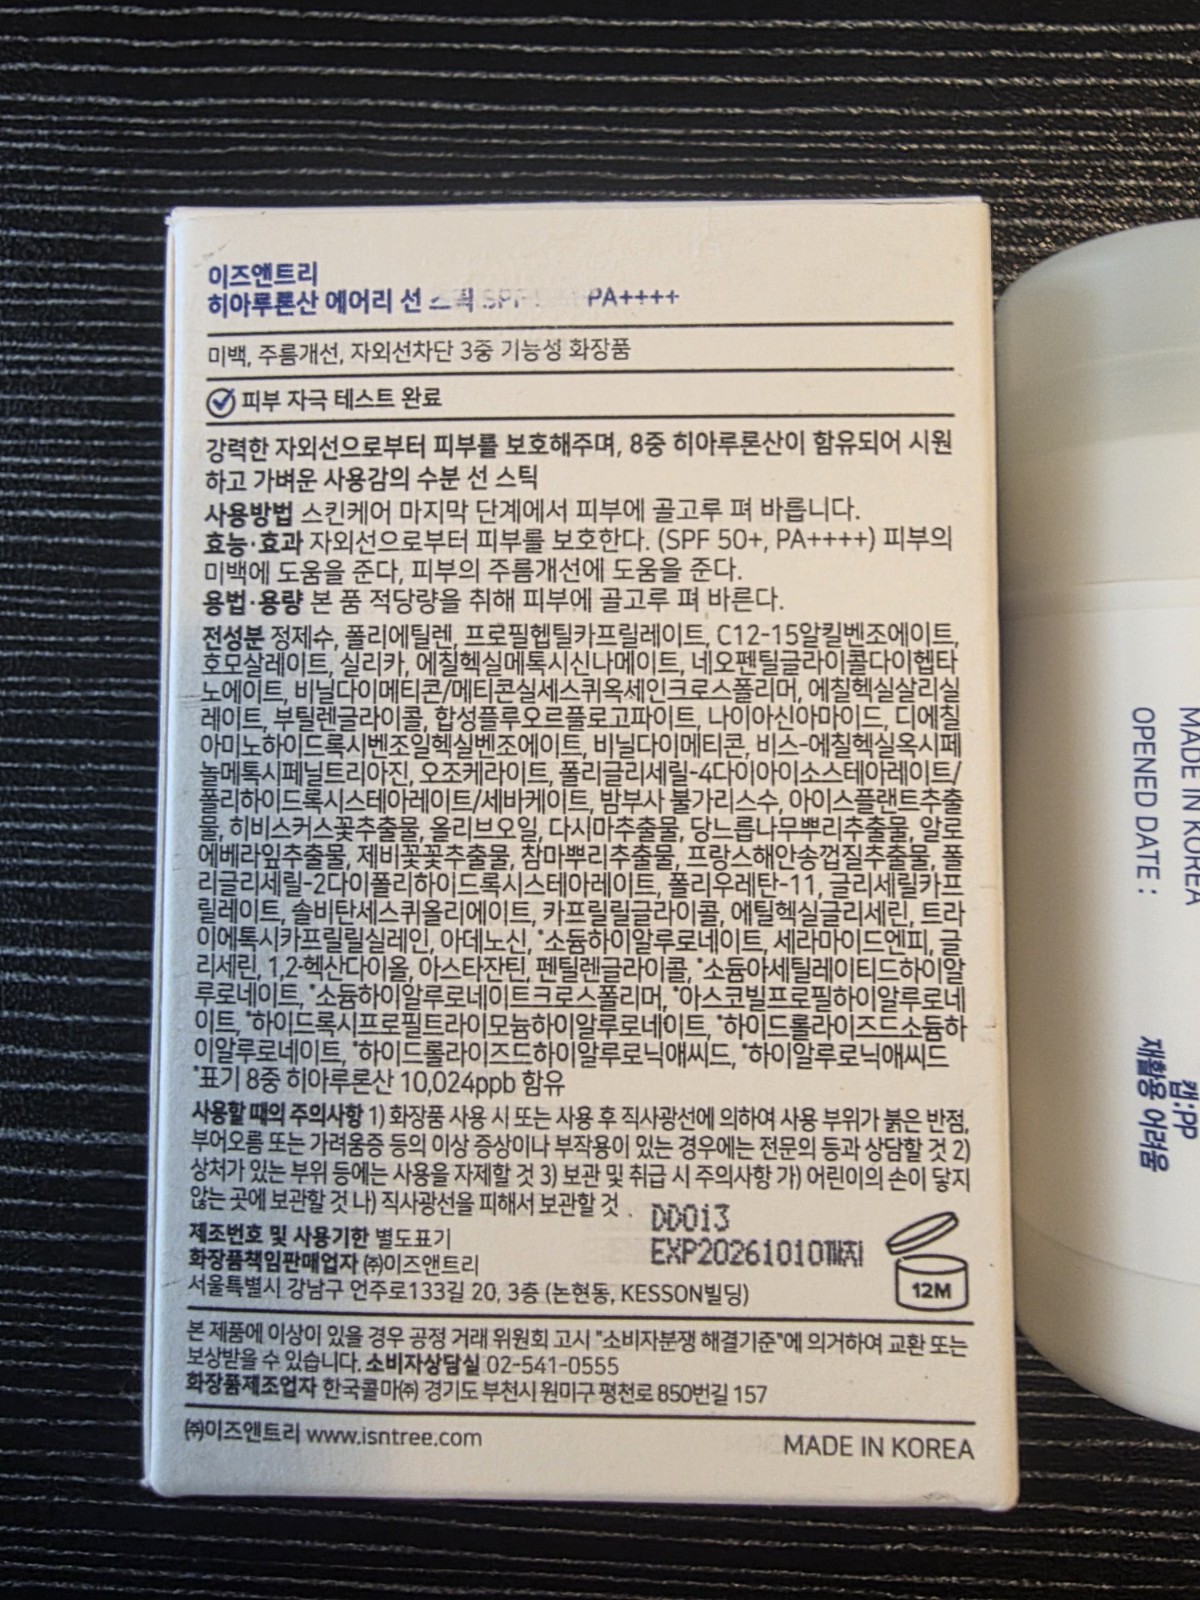 이즈앤트리
히아루론산 에어리 선 스틱 PA++++
미백, 주름개선, 자외선차단 3중 기능성 화장품
피부 자극 테스트 완료
강력한 자외선으로부터 피부를 보호해주며, 8중 히아루론산이 함유되어 시원
하고 가벼운 사용감의 수분 선 스틱
사용방법 스킨케어 마지막 단계에서 피부에 골고루 펴 바릅니다.
효능·효과 자외선으로부터 피부를 보호한다. (SPF 50+, PA++++) 피부의
미백에 도움을 준다, 피부의 주름개선에 도움을 준다.
용법·용량 본 품 적당량을 취해 피부에 골고루 펴 바른다.
전성분 정제수, 폴리에틸렌, 프로필헵틸카프릴레이트, C12-15알킬벤조에이트,
호모살레이트, 실리카, 에칠헥실메톡시신나메이트, 네오펜틸글라이콜다이헵타
노에이트, 비닐다이메티콘/메티콘실세스퀴옥세인크로스폴리머, 에칠헥실살리실
레이트, 부틸렌글라이콜, 합성플루오르플로고파이트, 나이아신아마이드, 디에칠
아미노하이드록시벤조일헥실벤조에이트, 비닐다이메티콘, 비스-에칠헥실옥시페
놀메톡시페닐트리아진, 오조케라이트, 폴리글리세릴-4다이아이소스테아레이트/
폴리하이드록시스테아레이트/세바케이트, 밤부사 불가리스수, 아이스플랜트추출
물, 히비스커스꽃추출물, 올리브오일, 다시마추출물, 당느릅나무뿌리추출물, 알로
에베라잎추출물, 제비꽃꽃추출물, 참마뿌리추출물, 프랑스해안송껍질추출물, 폴
리글리세릴-2다이폴리하이드록시스테아레이트, 폴리우레탄-11, 글리세릴카프
릴레이트, 솔비탄세스퀴올리에이트, 카프릴릴글라이콜, 에틸헥실글리세린, 트라
이에톡시카프릴릴실레인, 아데노신, *소듐하이알루로네이트, 세라마이드엔피, 글
리세린, 1,2-헥산다이올, 아스타잔틴, 펜틸렌글라이콜, *소듐아세틸레이티드하이알
루로네이트, *소듐하이알루로네이트크로스폴리머, *아스코빌프로필하이알루로네
이트, *하이드록시프로필트라이모늄하이알루로네이트, *하이드롤라이즈드소듐하
이알루로네이트, *하이드롤라이즈드하이알루로닉애씨드, *하이알루로닉애씨드
*표기 8중 히아루론산 10,024ppb 함유
사용할 때의 주의사항 1) 화장품 사용 시 또는 사용 후 직사광선에 의하여 사용 부위가 붉은 반점,
부어오름 또는 가려움증 등의 이상 증상이나 부작용이 있는 경우에는 전문의 등과 상담할 것 2)
상처가 있는 부위 등에는 사용을 자제할 것 3) 보관 및 취급 시 주의사항 가) 어린이의 손이 닿지
않는 곳에 보관할 것 나) 직사광선을 피해서 보관할 것 .
DD013
EXP20261010까지
12M
제조번호 및 사용기한 별도표기
화장품책임판매업자 ㈜이즈앤트리
서울특별시 강남구 언주로133길 20, 3층 (논현동, KESSON빌딩)
본 제품에 이상이 있을 경우 공정 거래 위원회 고시 "소비자분쟁 해결기준"에 의거하여 교환 또는
보상받을 수 있습니다. 소비자상담실 02-541-0555
화장품제조업자 한국콜마㈜ 경기도 부천시 원미구 평천로 850번길 157
㈜이즈앤트리 www.isntree.com
MADE IN KOREA
MADE IN KOREA
OPENED DATE :
캡:PP
재활용 어려움